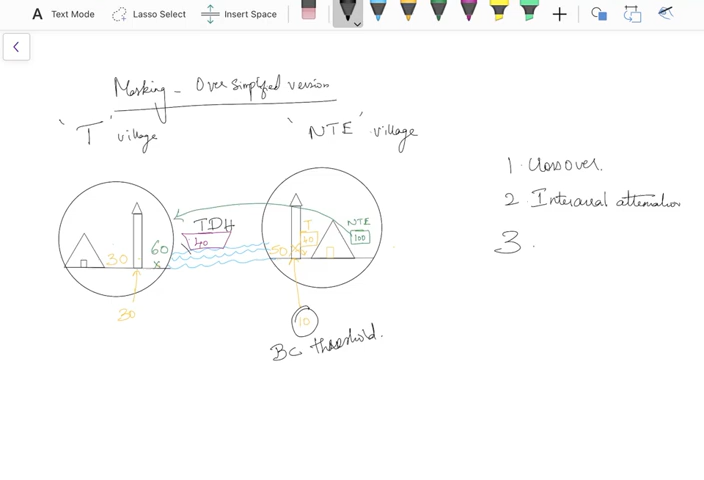 Text Mode
Lasso Select
Insert Space
Masking - Over simplified version
'T' village
'NTE' village
1. Crossover.
2. Interaural attenuation
3.
TDH
40
T
NTE
100
30
60
x
50
30
10
BC threshold.